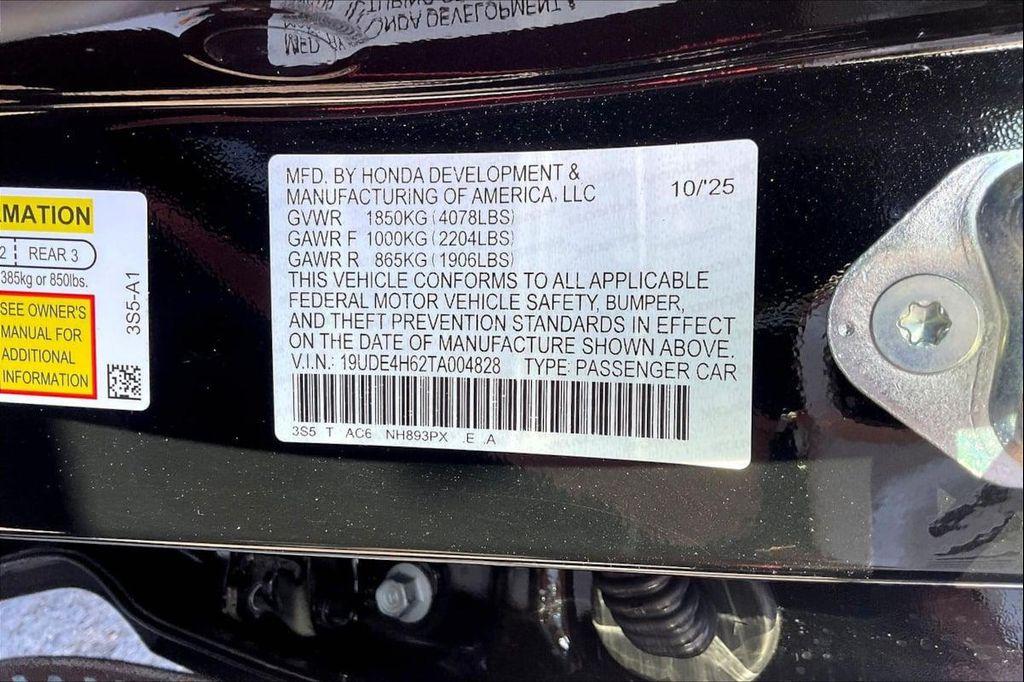 MFD. BY HONDA DEVELOPMENT &
MANUFACTURING OF AMERICA, LLC
10/'25
GVWR 1850KG (4078LBS)
GAWR F 1000KG (2204LBS)
GAWR R 865KG (1906LBS)
THIS VEHICLE CONFORMS TO ALL APPLICABLE
FEDERAL MOTOR VEHICLE SAFETY, BUMPER,
AND THEFT PREVENTION STANDARDS IN EFFECT
ON THE DATE OF MANUFACTURE SHOWN ABOVE.
V.I.N.: 19UDE4H62TA004828 TYPE: PASSENGER CAR
3S5 T AC6 NH893PX .E .A
RMATION
2 REAR 3
385kg or 850lbs.
SEE OWNER'S
MANUAL FOR
ADDITIONAL
INFORMATION
3S5-A1